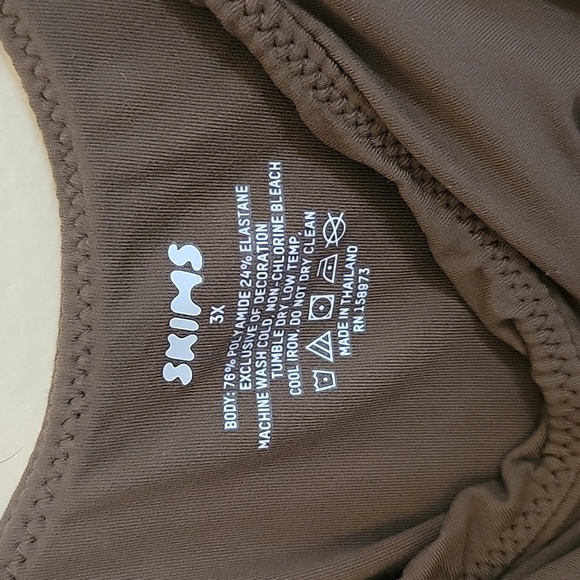 SKIMS
3X
BODY: 76% POLYAMIDE 24% ELASTANE
EXCLUSIVE OF DECORATION
MACHINE WASH COLD, NON-CHLORINE BLEACH
TUMBLE DRY LOW TEMP,
COOL IRON, DO NOT DRY CLEAN
MADE IN THAILAND
RN 158973